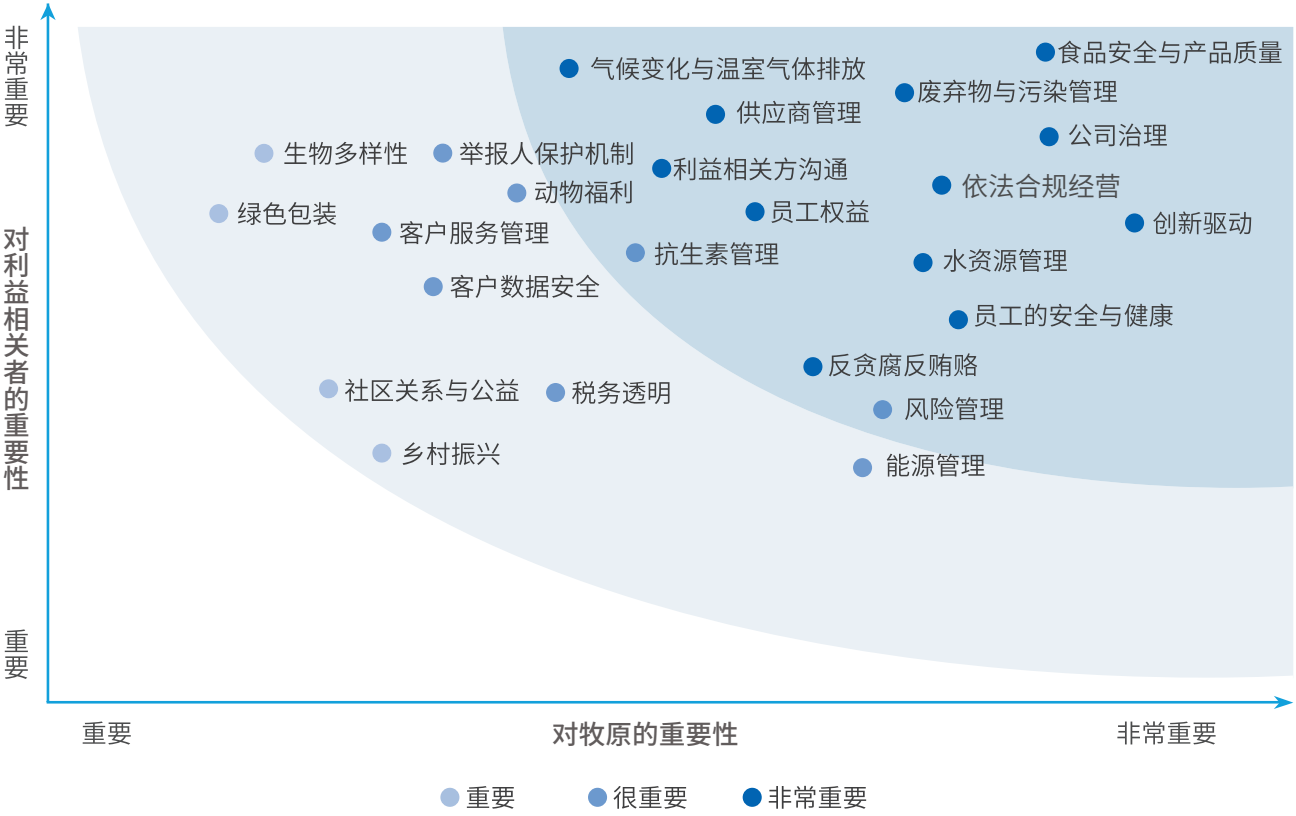 非常重要
对利益相关者的重要性
重要
食品安全与产品质量
气候变化与温室气体排放
废弃物与污染管理
供应商管理
公司治理
生物多样性
举报人保护机制
利益相关方沟通
依法合规经营
动物福利
绿色包装
员工权益
创新驱动
客户服务管理
抗生素管理
水资源管理
客户数据安全
员工的安全与健康
反贪腐反贿赂
社区关系与公益
税务透明
风险管理
乡村振兴
能源管理
重要
对牧原的重要性
非常重要
重要
很重要
非常重要